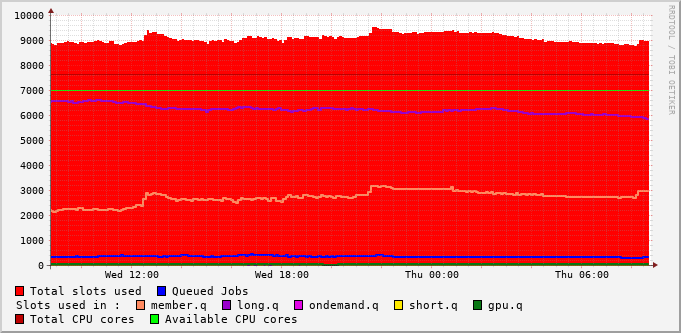 10000
9000
8000
7000
6000
5000
4000
3000
2000
1000
0
Wed 12:00 Wed 18:00 Thu 00:00 Thu 06:00
RRDTOOL / TOBI OETIKER
Total slots used Queued Jobs
Slots used in : member.q long.q ondemand.q short.q gpu.q
Total CPU cores Available CPU cores